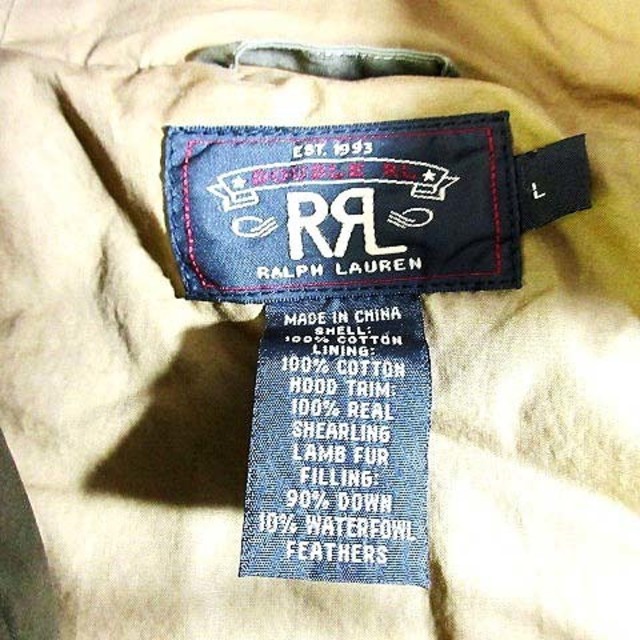 EST. 1993
DOUBLE RL
RRL
RALPH LAUREN
L
MADE IN CHINA
SHELL:
100% COTTON
LINING:
100% COTTON
HOOD TRIM:
100% REAL
SHEARLING
LAMB FUR
FILLING:
90% DOWN
10% WATERFOWL
FEATHERS